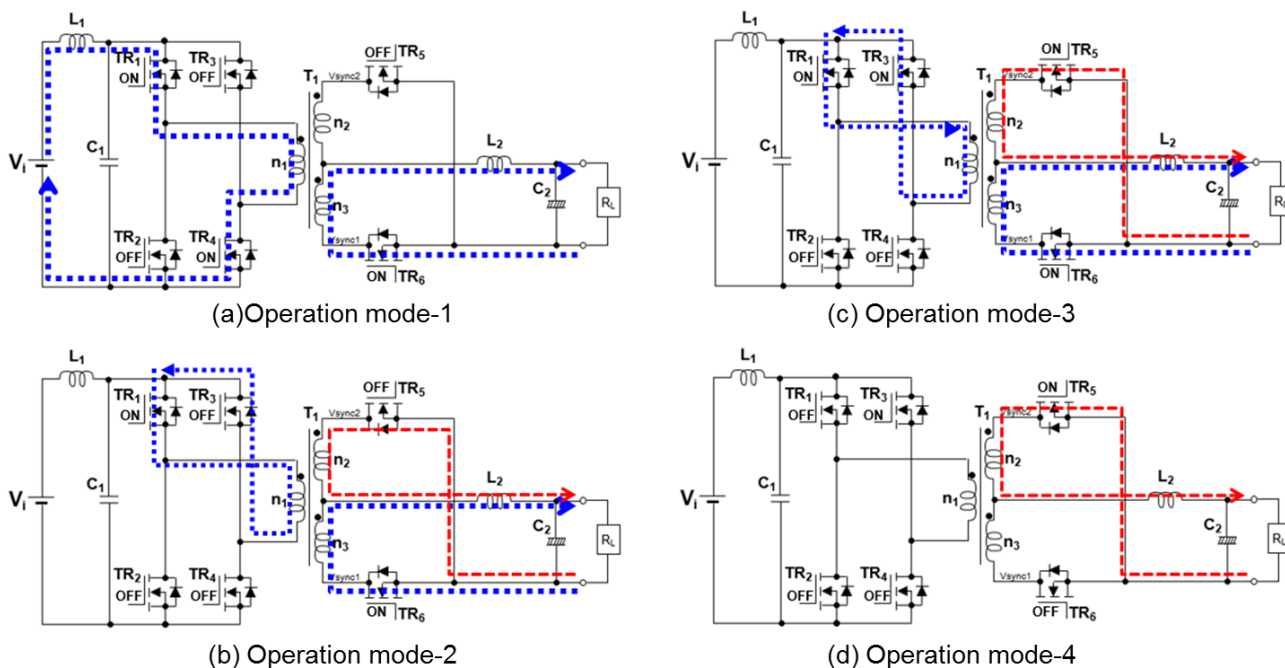 L1
TR1
ON
TR3
OFF
OFF TR5
T1
Vsync2
n2
Vi
C1
n1
L2
n3
C2
RL
TR2
OFF
TR4
ON
Vsync1
ON TR6
(a)Operation mode-1
L1
TR1
ON
TR3
ON
ON
TR5
T1
Vsync2
n2
Vi
C1
n1
L2
n3
C2
RL
TR2
OFF
TR4
OFF
Vsync1
ON TR6
(c) Operation mode-3
L1
TR1
ON
TR3
OFF
OFF
TR5
T1
Vsync2
n2
Vi
C1
n1
L2
n3
C2
RL
TR2
OFF
TR4
OFF
Vsync1
ON TR6
(b) Operation mode-2
L1
TR1
OFF
TR3
ON
ON
TR5
T1
Vsync2
n2
Vi
C1
n1
L2
n3
C2
RL
TR2
OFF
TR4
OFF
Vsync1
OFF TR6
(d) Operation mode-4